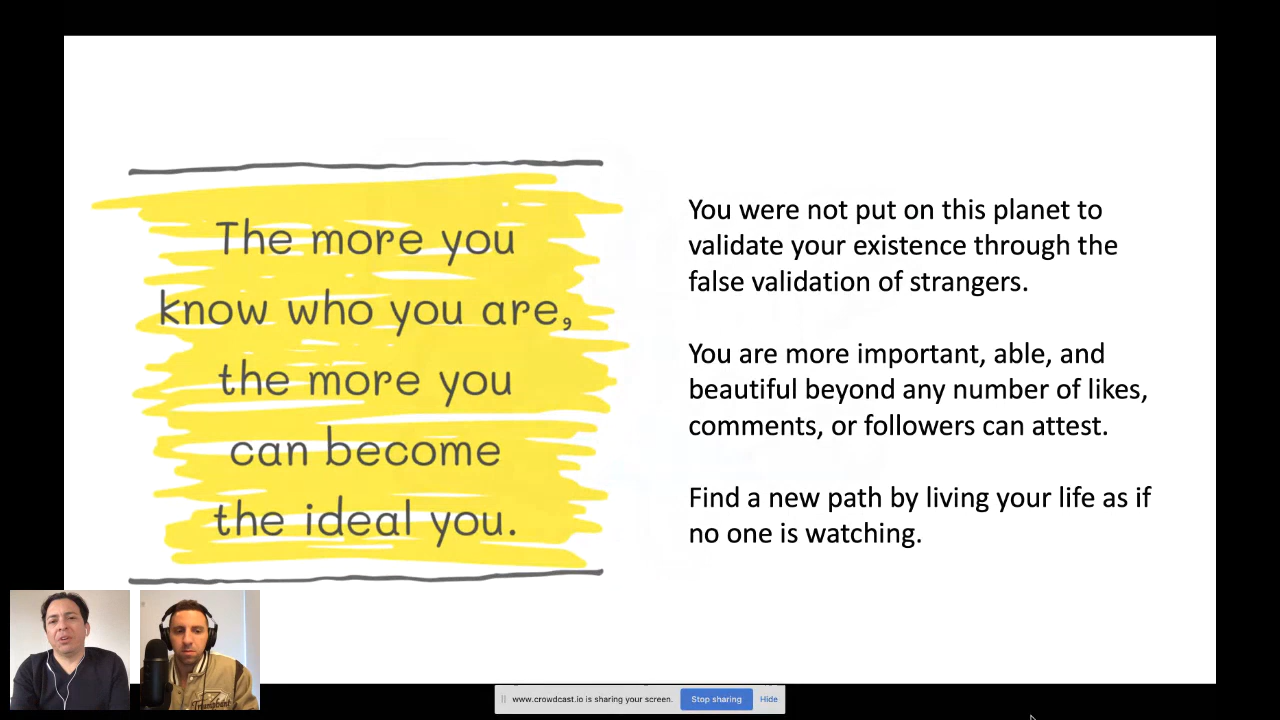 The more you
know who you are,
the more you
can become
the ideal you.
You were not put on this planet to
validate your existence through the
false validation of strangers.
You are more important, able, and
beautiful beyond any number of likes,
comments, or followers can attest.
Find a new path by living your life as if
no one is watching.
www.crowdcast.io is sharing your screen.
Stop sharing
Hide